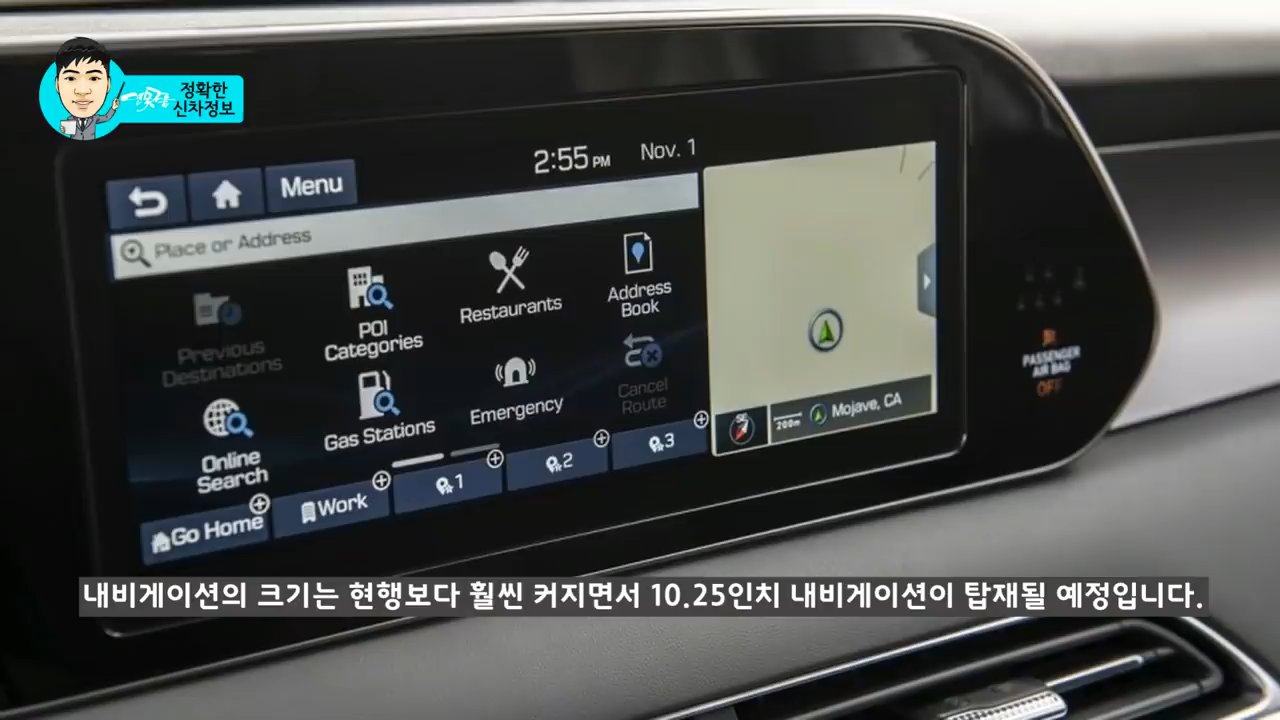 정확한
신차정보
2:55 PM Nov. 1
Menu
Place or Address
Previous
Destinations
POI
Categories
Restaurants
Address
Book
Online
Search
Gas Stations
Emergency
Cancel
Route
Go Home
Work
1
2
3
SE
200m
Mojave, CA
PASSENGER
AIR BAG
OFF
내비게이션의 크기는 현행보다 훨씬 커지면서 10.25인치 내비게이션이 탑재될 예정입니다.